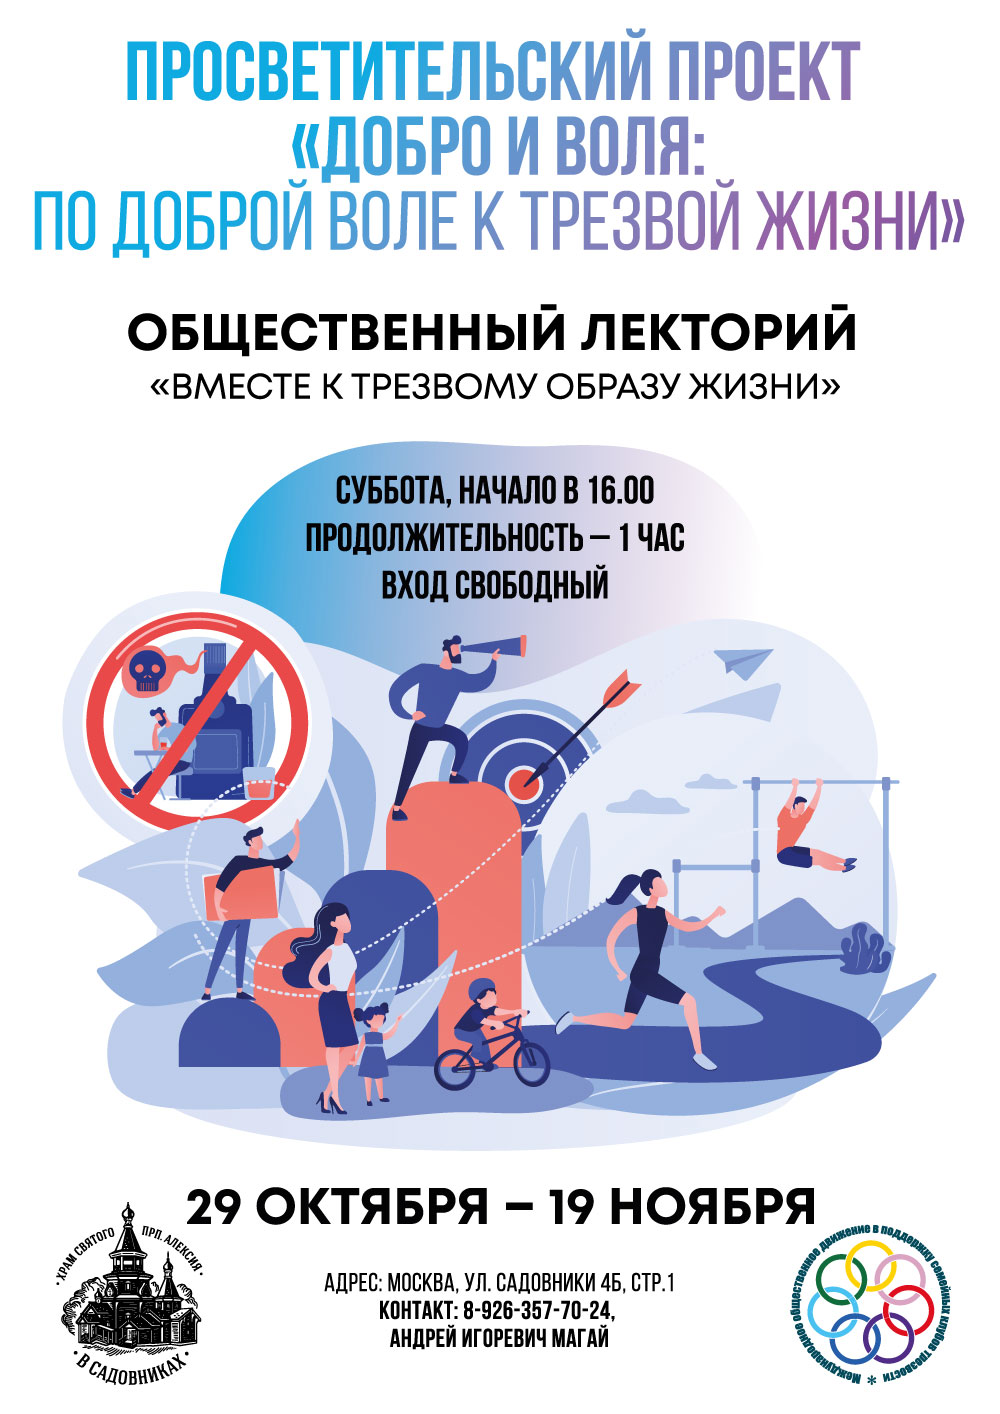 ПРОСВЕТИТЕЛЬСКИЙ ПРОЕКТ
«ДОБРО И ВОЛЯ:
ПО ДОБРОЙ ВОЛЕ К ТРЕЗВОЙ ЖИЗНИ»
ОБЩЕСТВЕННЫЙ ЛЕКТОРИЙ
«ВМЕСТЕ К ТРЕЗВОМУ ОБРАЗУ ЖИЗНИ»
СУББОТА, НАЧАЛО В 16.00
ПРОДОЛЖИТЕЛЬНОСТЬ – 1 ЧАС
ВХОД СВОБОДНЫЙ
29 ОКТЯБРЯ – 19 НОЯБРЯ
· ХРАМ СВЯТОГО ПРП. АЛЕКСИЯ ·
· В САДОВНИКАХ ·
АДРЕС: МОСКВА, УЛ. САДОВНИКИ 4Б, СТР.1
КОНТАКТ: 8-926-357-70-24,
АНДРЕЙ ИГОРЕВИЧ МАГАЙ
Международное общественное движение в поддержку семейных клубов трезвости *